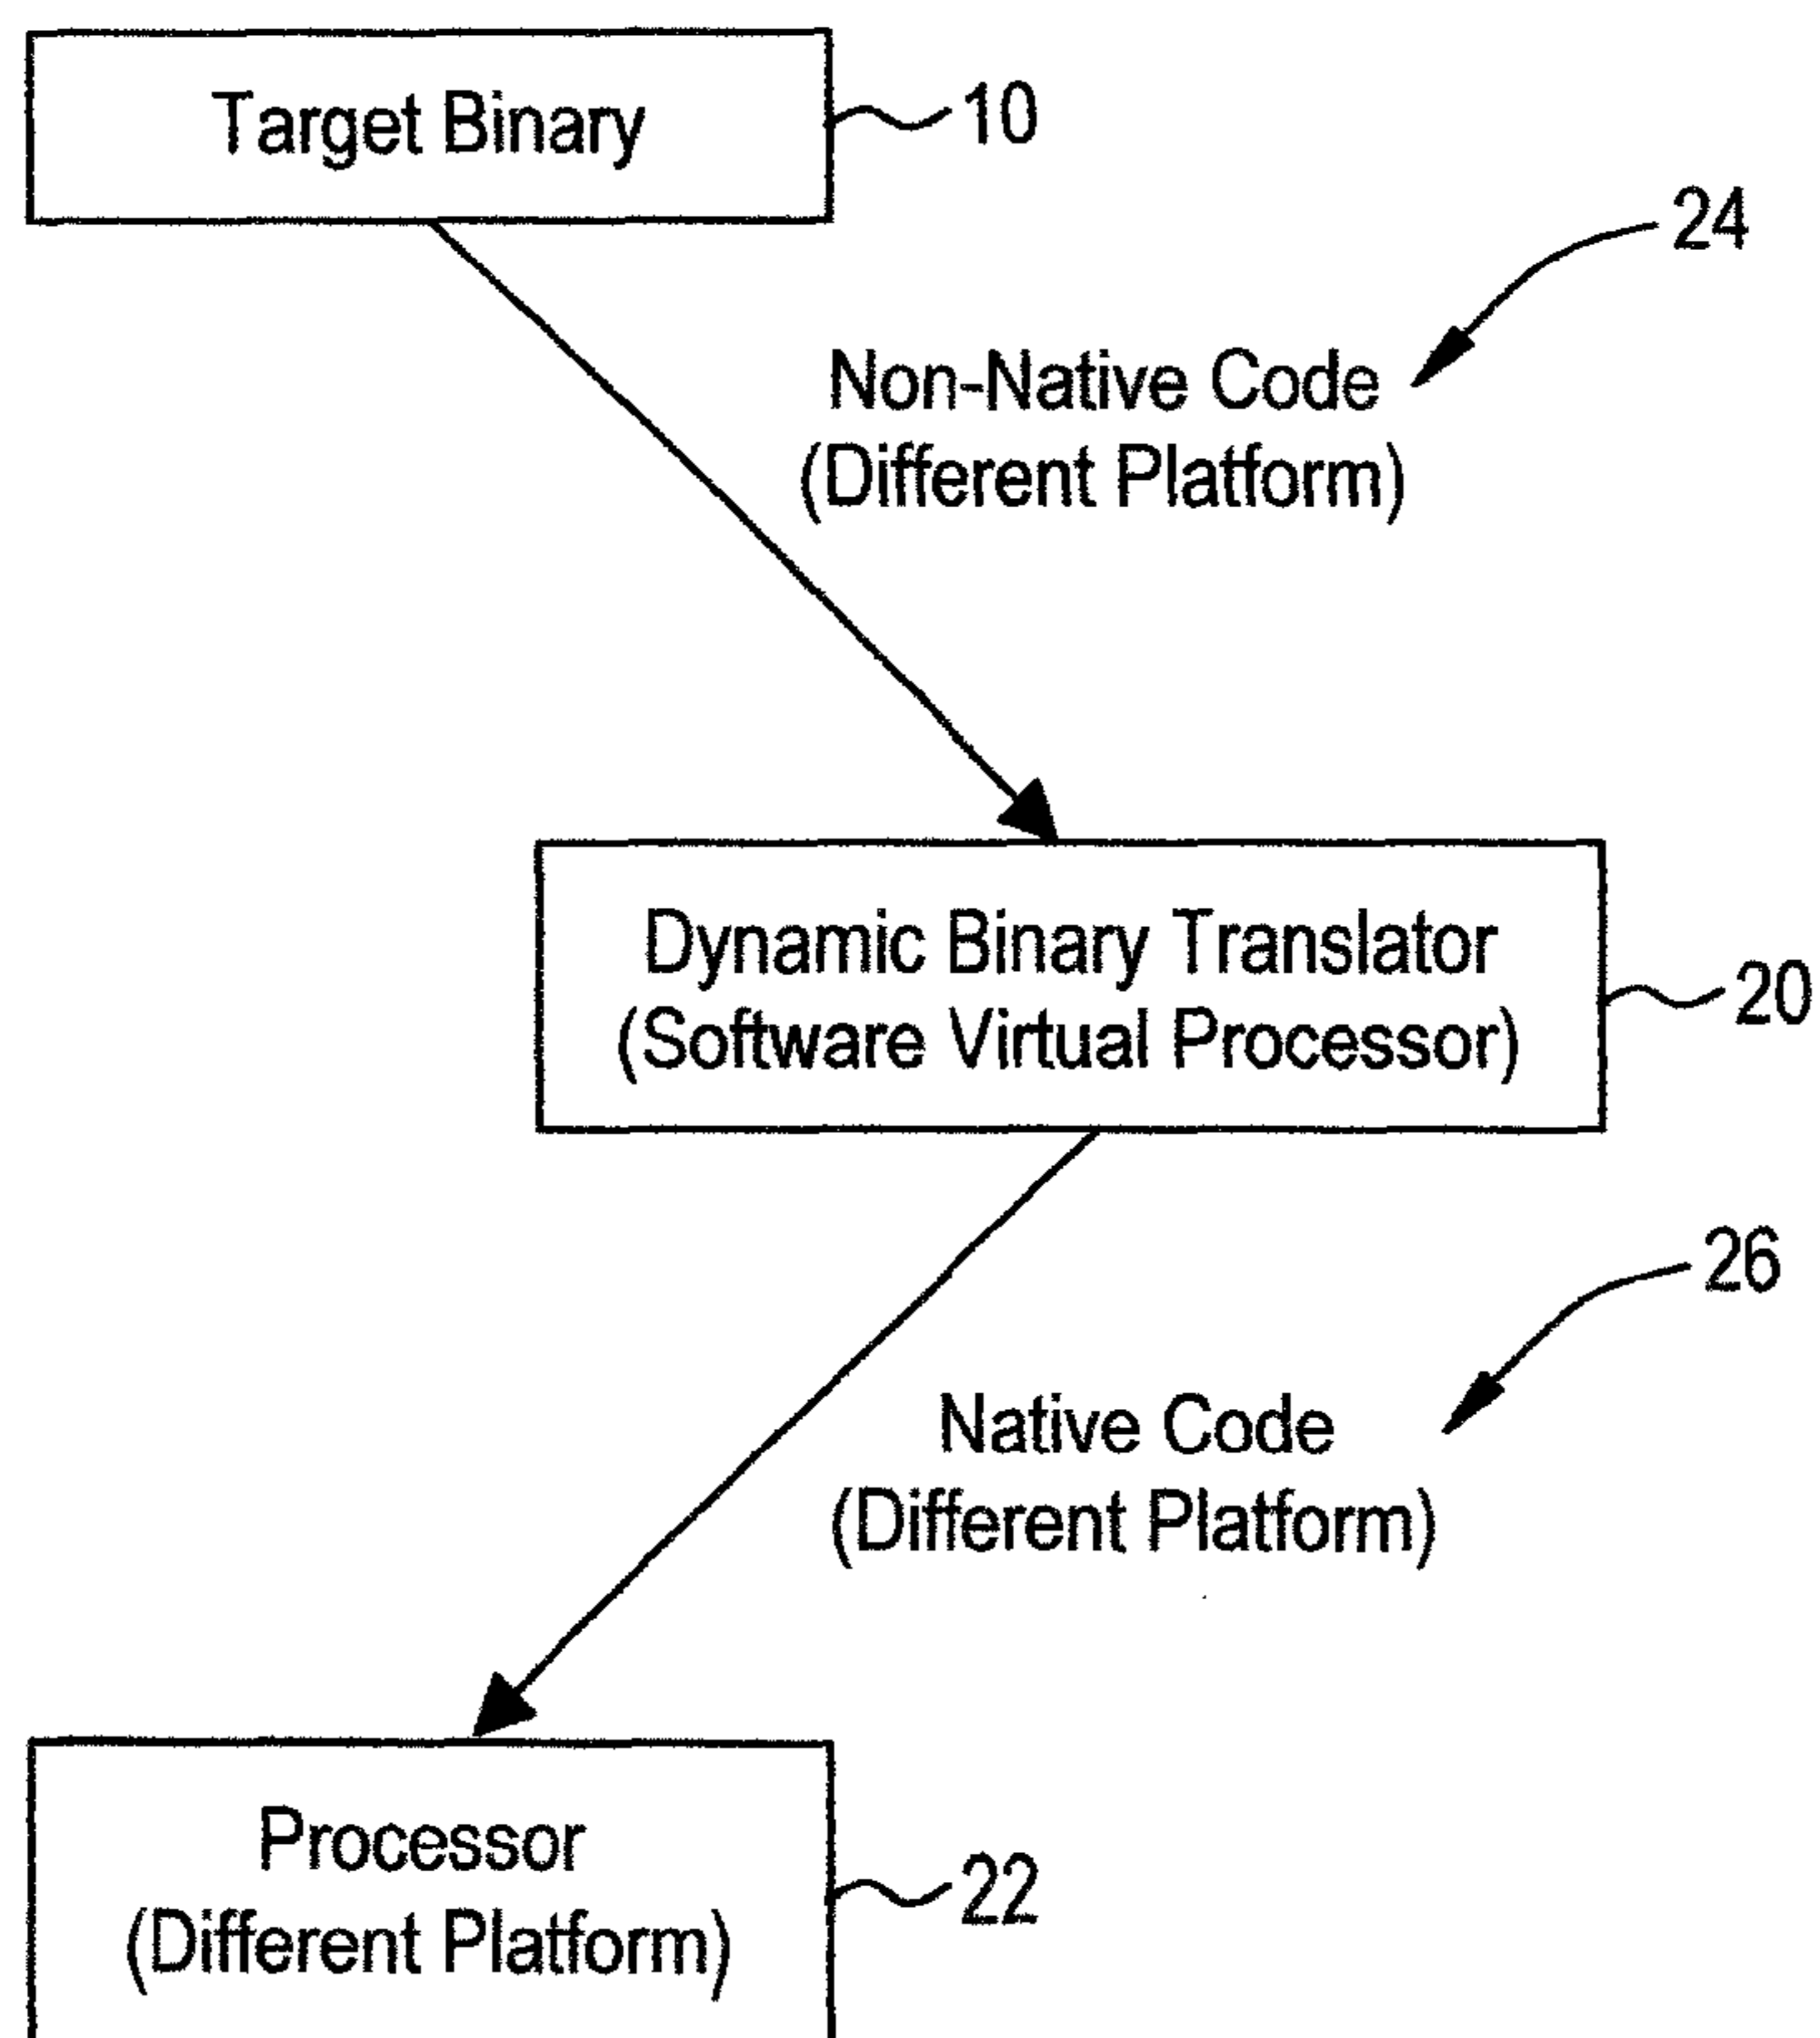 Target Binary
10
24
Non-Native Code
(Different Platform)
Dynamic Binary Translator
(Software Virtual Processor)
20
26
Native Code
(Different Platform)
Processor
(Different Platform)
22